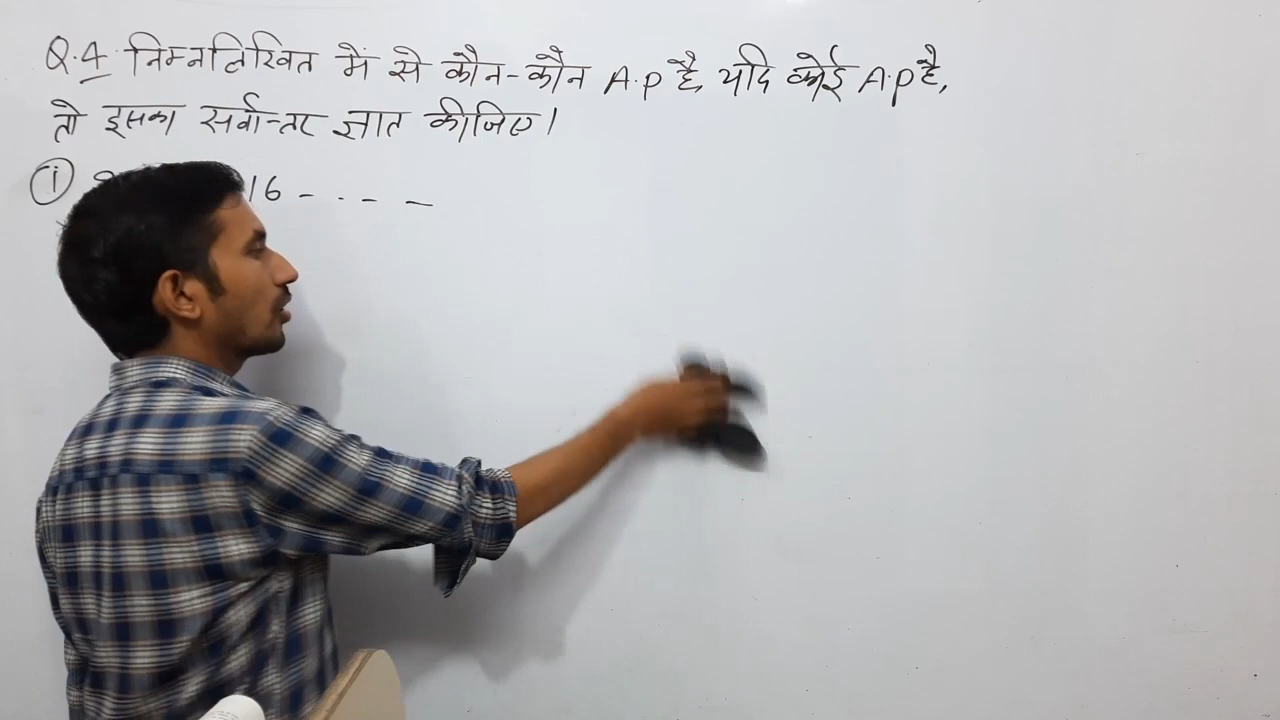 Q.4. निम्नलिखित में से कौन-कौन A.P है, यदि कोई A.P है,
तो इसका सर्वान्तर ज्ञात कीजिए।
(i) 16 - . . - -